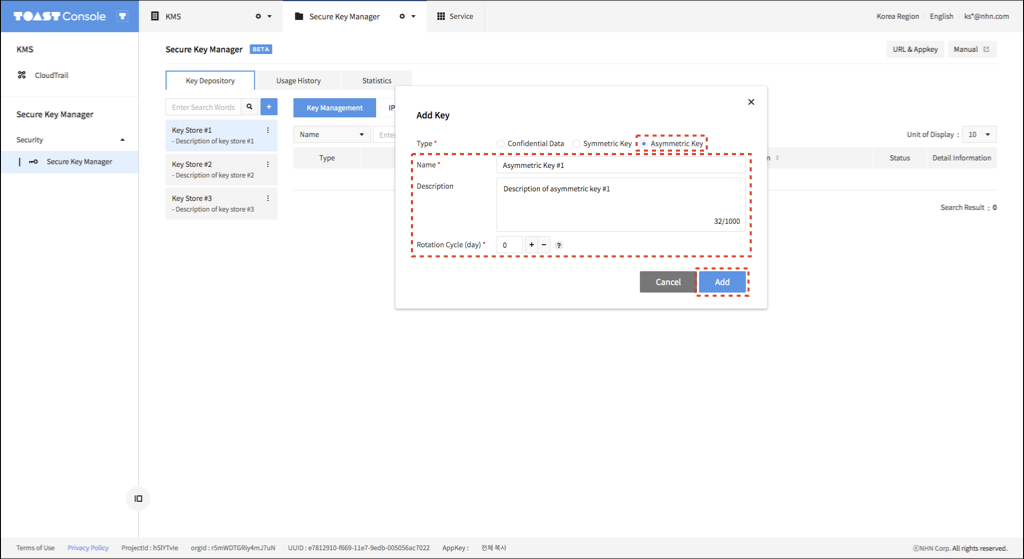 TOAST Console
KMS
Secure Key Manager
Service
Korea Region
English
ks*@nhn.com
KMS
CloudTrail
Secure Key Manager
Security
Secure Key Manager
Secure Key Manager BETA
URL & Appkey
Manual
Key Depository
Usage History
Statistics
Enter Search Words
+
Key Store #1
- Description of key store #1
Key Store #2
- Description of key store #2
Key Store #3
- Description of key store #3
Key Management
IP
Name
Enter
Unit of Display : 10
Type
Status
Detail Information
Search Result : 0
Add Key
Type * Confidential Data Symmetric Key Asymmetric Key
Name * Asymmetric Key #1
Description Description of asymmetric key #1
32/1000
Rotation Cycle (day) * 0 + − ?
Cancel
Add
Terms of Use
Privacy Policy
ProjectId : hSIYTvIe
orgId : r5mWDTGRiy4mJ7uN
UUID : e7812910-f669-11e7-9edb-005056ac7022
AppKey :
전체 복사
ⓒNHN Corp. All rights reserved.